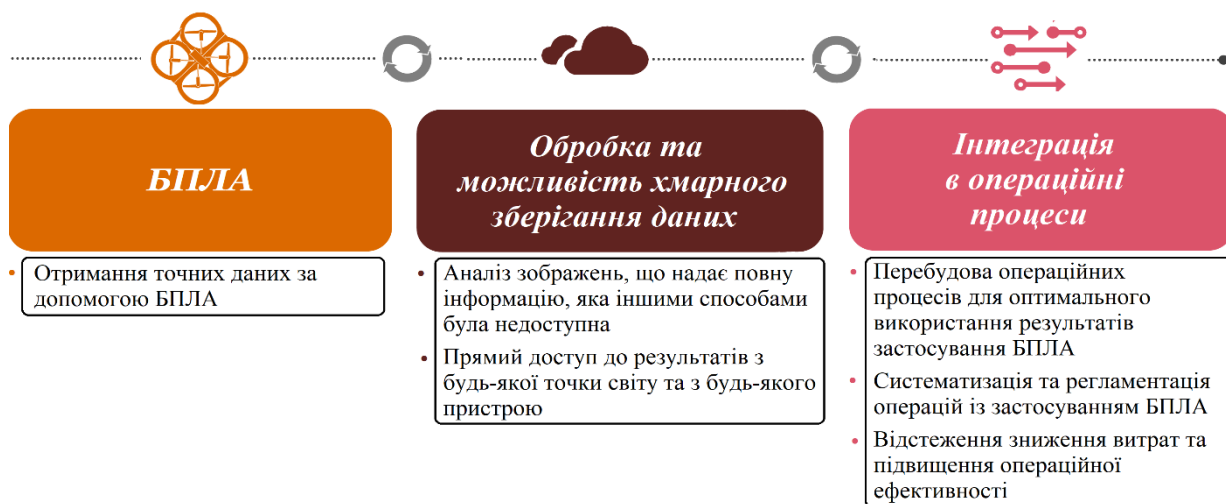 БПЛА
Отримання точних даних за
допомогою БПЛА
Обробка та
можливість хмарного
зберігання даних
Аналіз зображень, що надає повну
інформацію, яка іншими способами
була недоступна
Прямий доступ до результатів з
будь-якої точки світу та з будь-якого
пристрою
Інтеграція
в операційні
процеси
Перебудова операційних
процесів для оптимального
використання результатів
застосування БПЛА
Систематизація та регламентація
операцій із застосуванням БПЛА
Відстеження зниження витрат та
підвищення операційної
ефективності